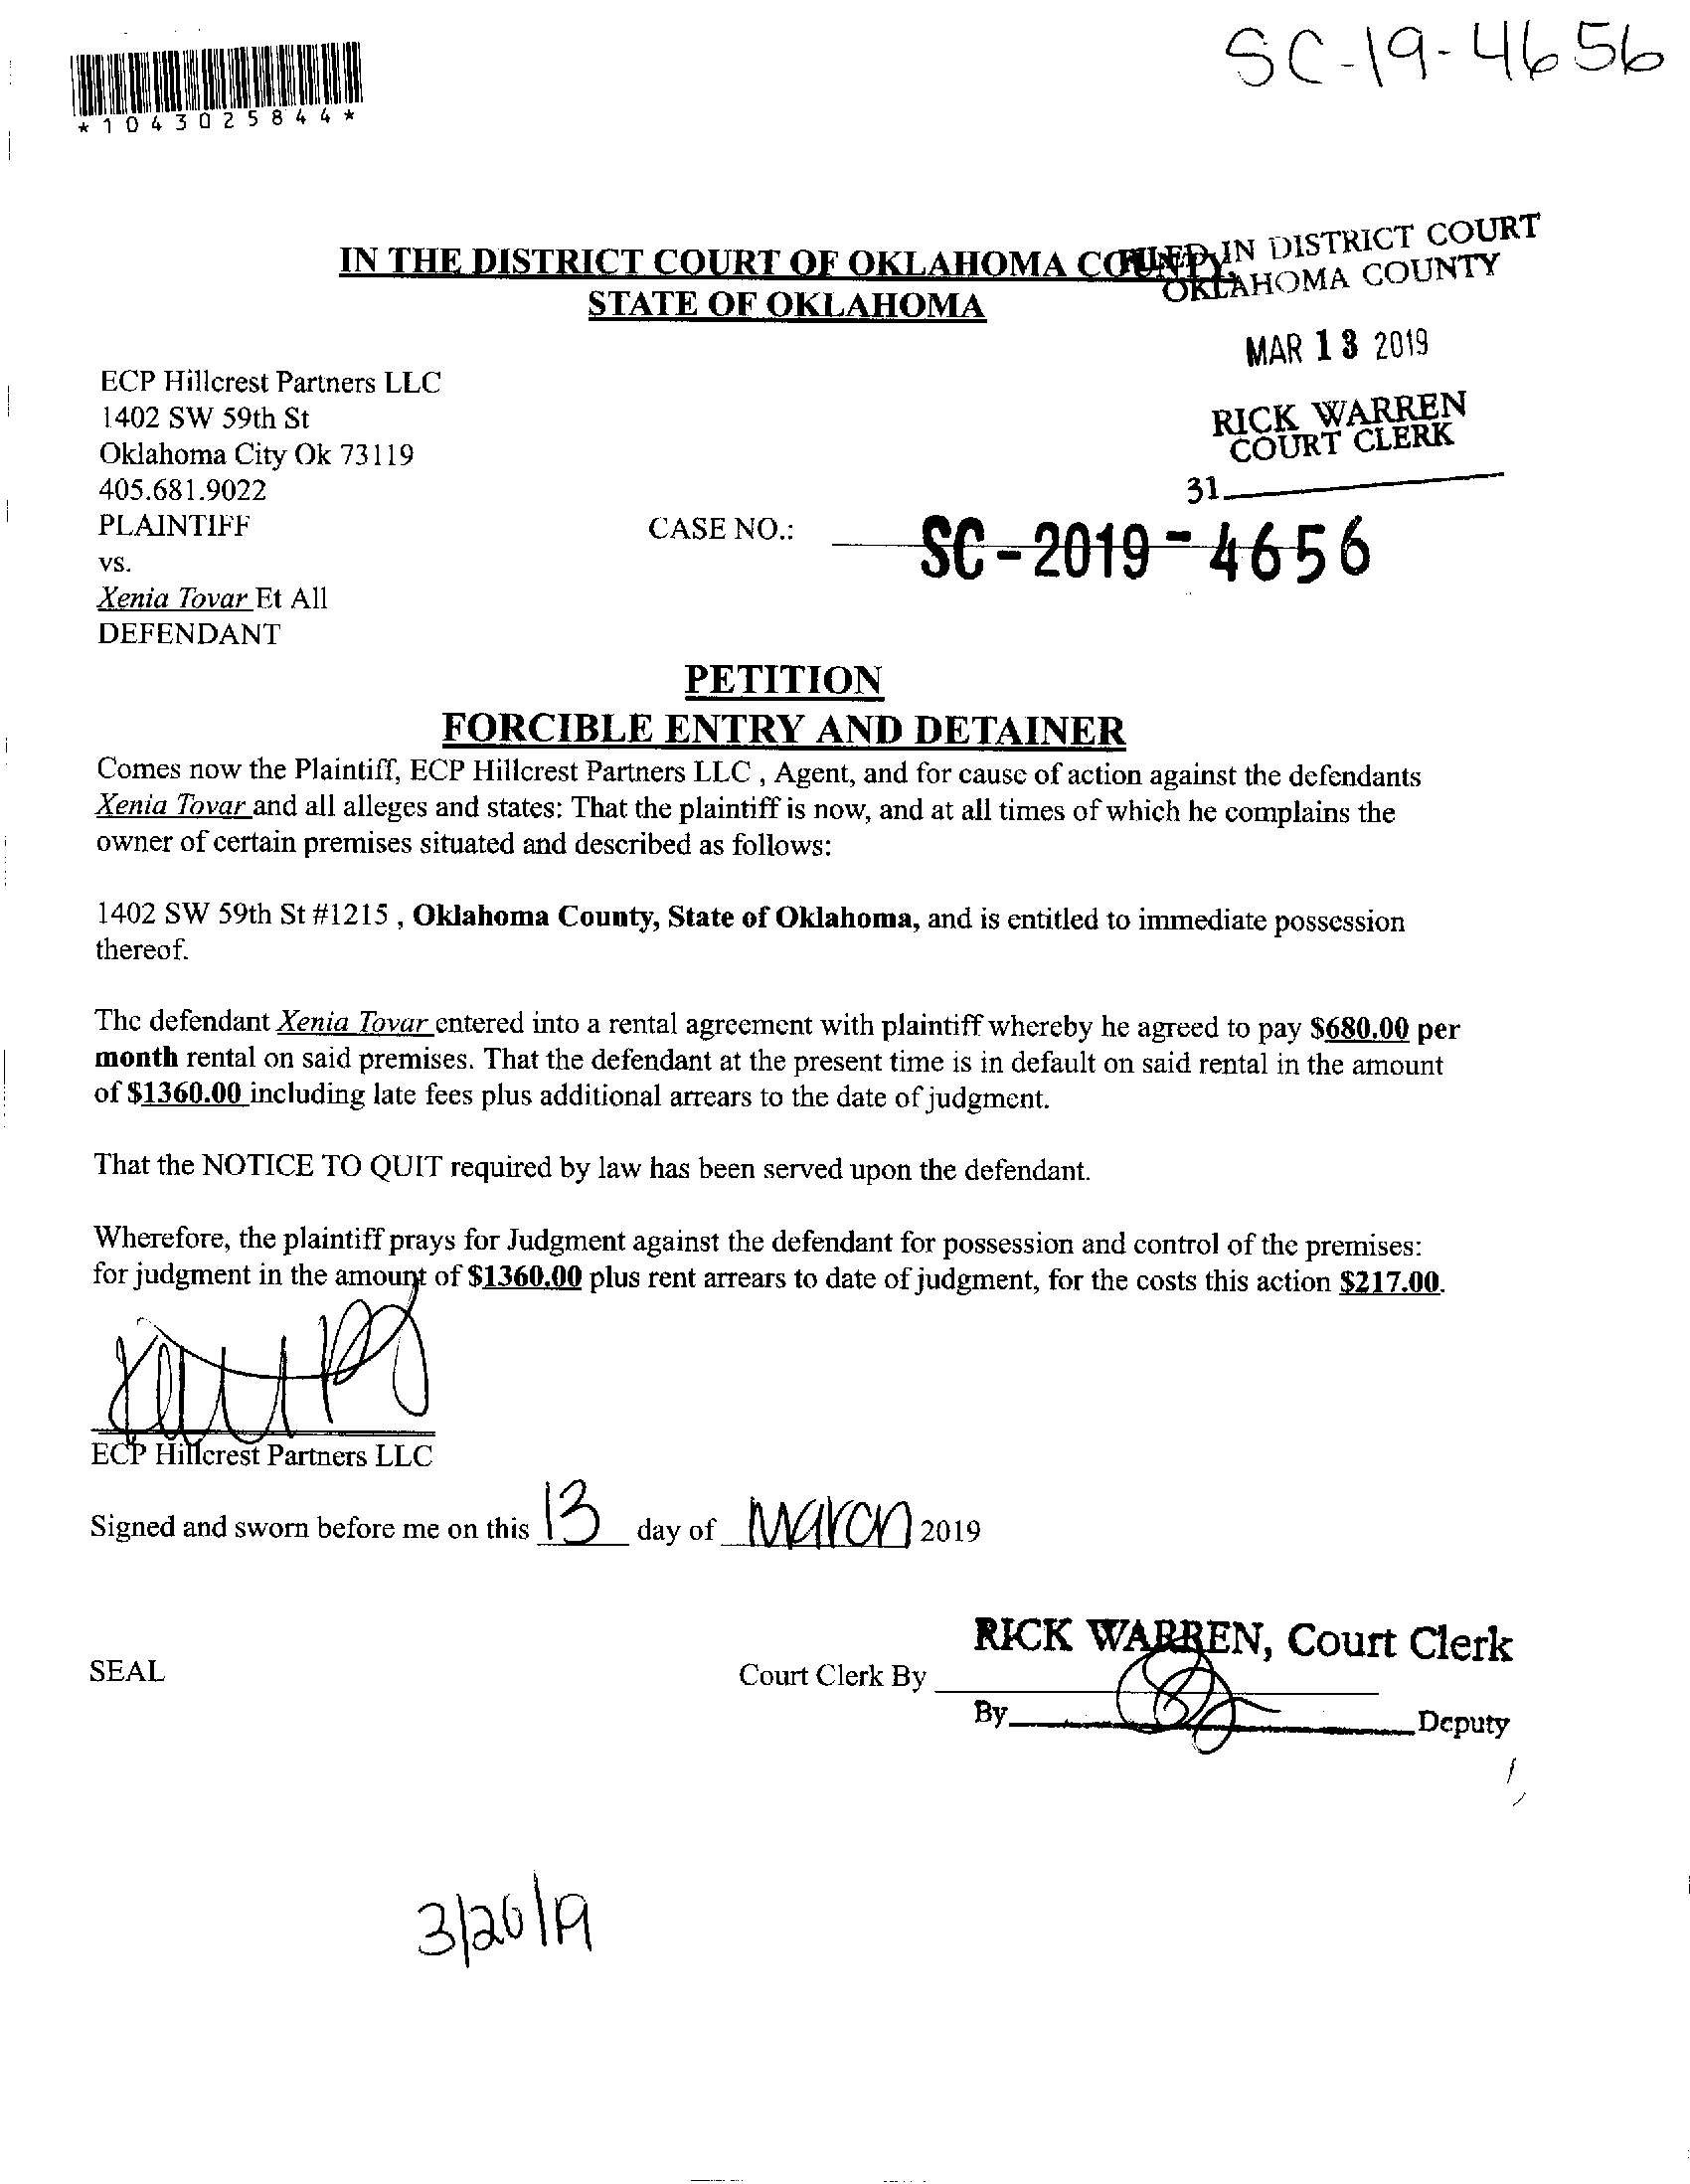 SC-19-4656
*1043025844*
IN THE DISTRICT COURT OF OKLAHOMA COUNTY
STATE OF OKLAHOMA
FILED IN DISTRICT COURT
OKLAHOMA COUNTY
MAR 13 2019
RICK WARREN
COURT CLERK
31
ECP Hillcrest Partners LLC
1402 SW 59th St
Oklahoma City Ok 73119
405.681.9022
PLAINTIFF
CASE NO.: SC-2019-4656
vs.
Xenia Tovar Et All
DEFENDANT
PETITION
FORCIBLE ENTRY AND DETAINER
Comes now the Plaintiff, ECP Hillcrest Partners LLC , Agent, and for cause of action against the defendants
Xenia Tovar and all alleges and states: That the plaintiff is now, and at all times of which he complains the
owner of certain premises situated and described as follows:
1402 SW 59th St #1215 , Oklahoma County, State of Oklahoma, and is entitled to immediate possession
thereof.
The defendant Xenia Tovar entered into a rental agreement with plaintiff whereby he agreed to pay $680.00 per
month rental on said premises. That the defendant at the present time is in default on said rental in the amount
of $1360.00 including late fees plus additional arrears to the date of judgment.
That the NOTICE TO QUIT required by law has been served upon the defendant.
Wherefore, the plaintiff prays for Judgment against the defendant for possession and control of the premises:
for judgment in the amount of $1360.00 plus rent arrears to date of judgment, for the costs this action $217.00.
ECP Hillcrest Partners LLC
Signed and sworn before me on this 13 day of March 2019
RICK WARREN, Court Clerk
SEAL
Court Clerk By
By Deputy
3/26/19